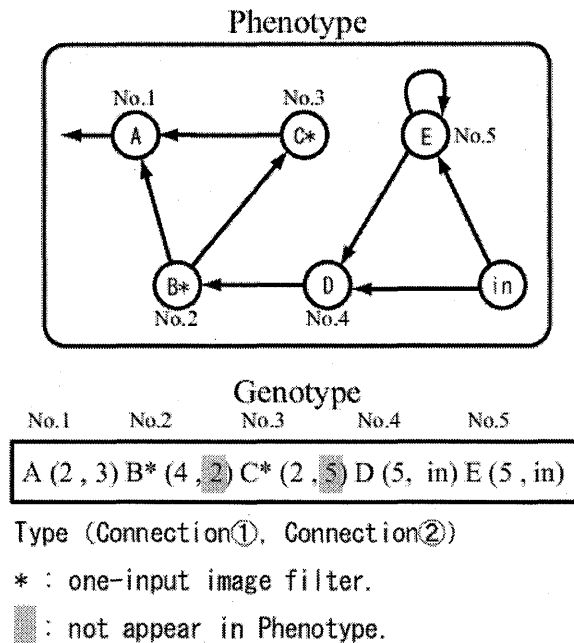 Phenotype
No.1
No.3
A
C*
E
No.5
B*
D
in
No.2
No.4
Genotype
No.1 No.2 No.3 No.4 No.5
A (2 , 3) B* (4 , 2) C* (2 , 5) D (5, in) E (5 , in)
Type (Connection①, Connection②))
* : one-input image filter.
: not appear in Phenotype.